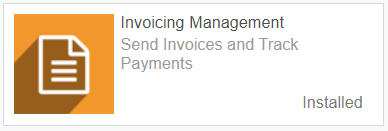 Invoicing Management
Send Invoices and Track
Payments
Installed